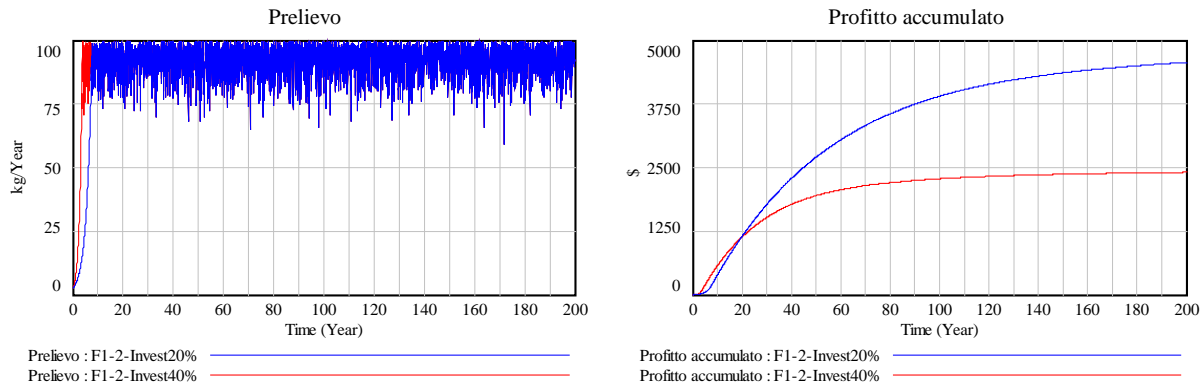 Prelievo
100
75
50
25
0
kg/Year
0 20 40 60 80 100 120 140 160 180 200
Time (Year)
Prelievo : F1-2-Invest20%
Prelievo : F1-2-Invest40%
Profitto accumulato
5000
3750
2500
1250
0
$
0 20 40 60 80 100 120 140 160 180 200
Time (Year)
Profitto accumulato : F1-2-Invest20%
Profitto accumulato : F1-2-Invest40%